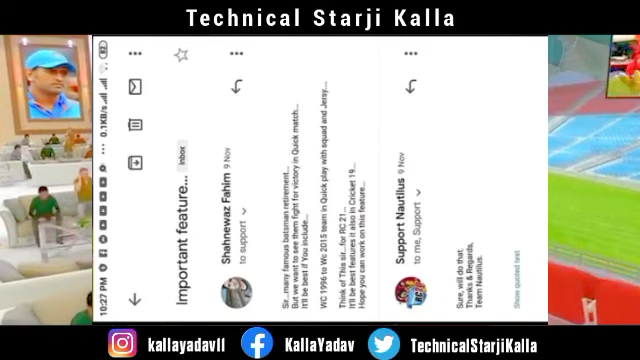 Technical Starji Kalla
10:27 PM
0.1KB/s
82
Important feature...
Inbox
Shahnewaz Fahim 9 Nov
to support
Sir...many famous batsman retirement...
But we want to see them fight for victory in Quick match...
It'll be best if You include...
WC 1996 to Wc 2015 team in Quick play with squad and Jersy...
Think of This sir...for RC 21...
It'll be best features it also in Cricket 19...
Hope you can work on this feature...
Support Nautilus 9 Nov
to me, Support
Sure, will do that.
Thanks & Regards,
Team Nautilus.
Show quoted text
kallayadav11
KallaYadav
TechnicalStarjiKalla